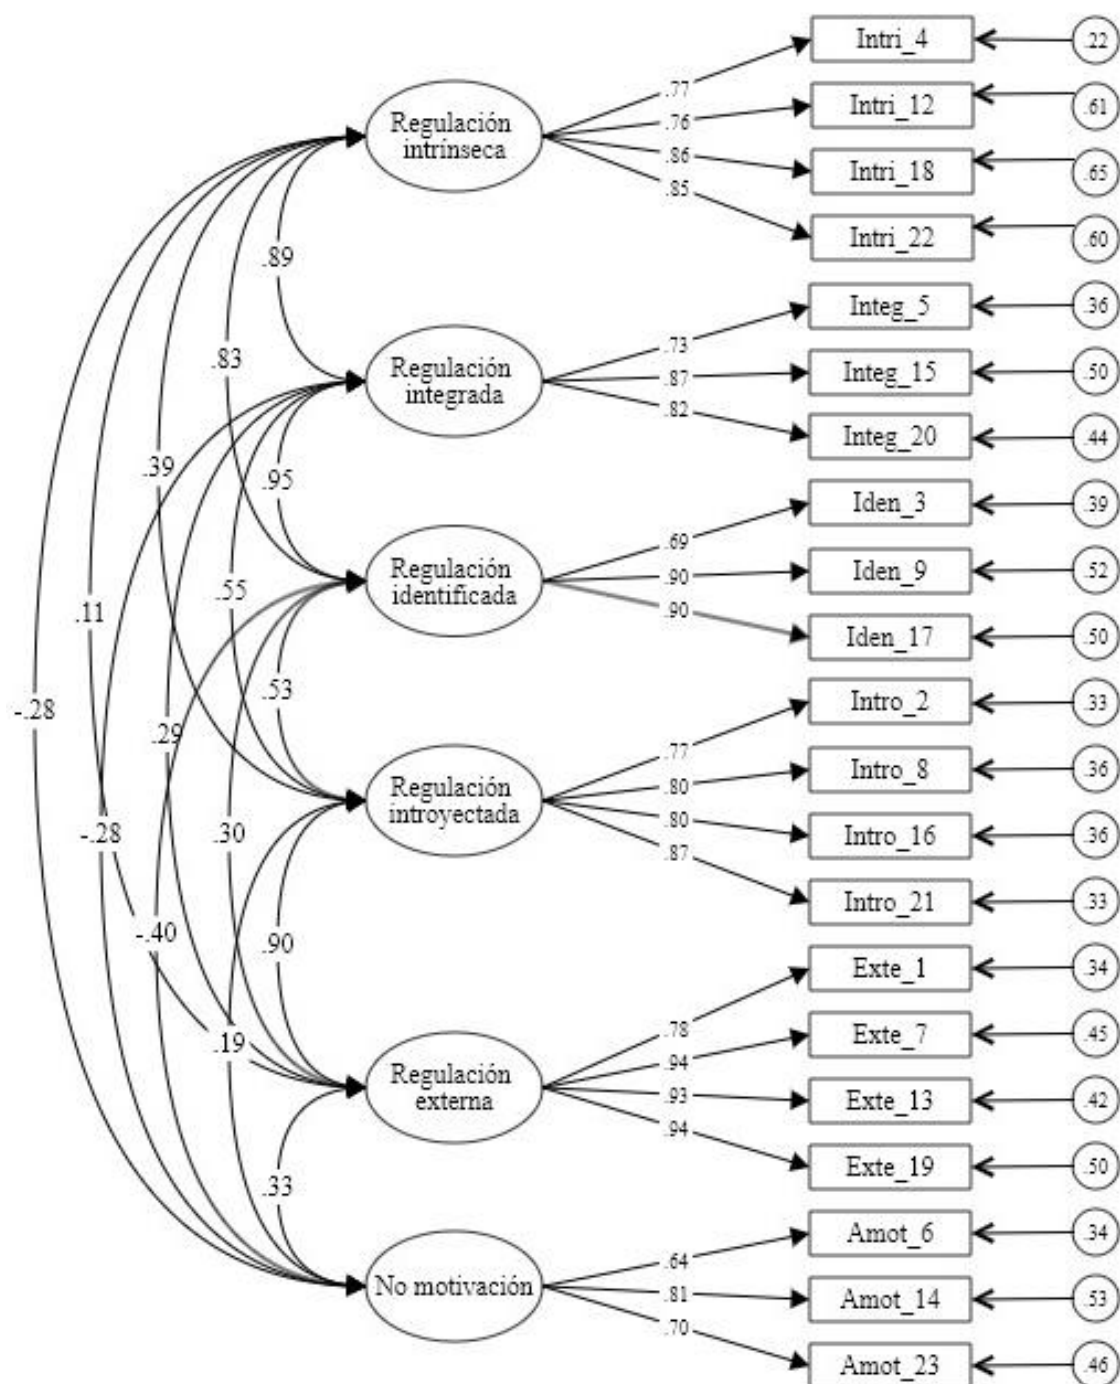 Intri_4
.22
.77
Regulación
intrínseca
Intri_12
.61
.76
Intri_18
.65
.86
Intri_22
.60
.85
.89
Integ_5
.36
.73
Regulación
integrada
.83
Integ_15
.50
.87
Integ_20
.44
.82
.39
.95
Iden_3
.39
.69
Regulación
identificada
Iden_9
.52
.90
.55
.11
Iden_17
.50
.90
-.28
.53
.29
Intro_2
.33
.77
Regulación
introyectada
Intro_8
.36
.80
Intro_16
.36
.80
-.28
.30
Intro_21
.33
.87
-.40
.90
Exte_1
.34
.78
.19
Regulación
externa
Exte_7
.45
.94
Exte_13
.42
.93
Exte_19
.50
.94
.33
Amot_6
.34
.64
No motivación
Amot_14
.53
.81
Amot_23
.46
.70